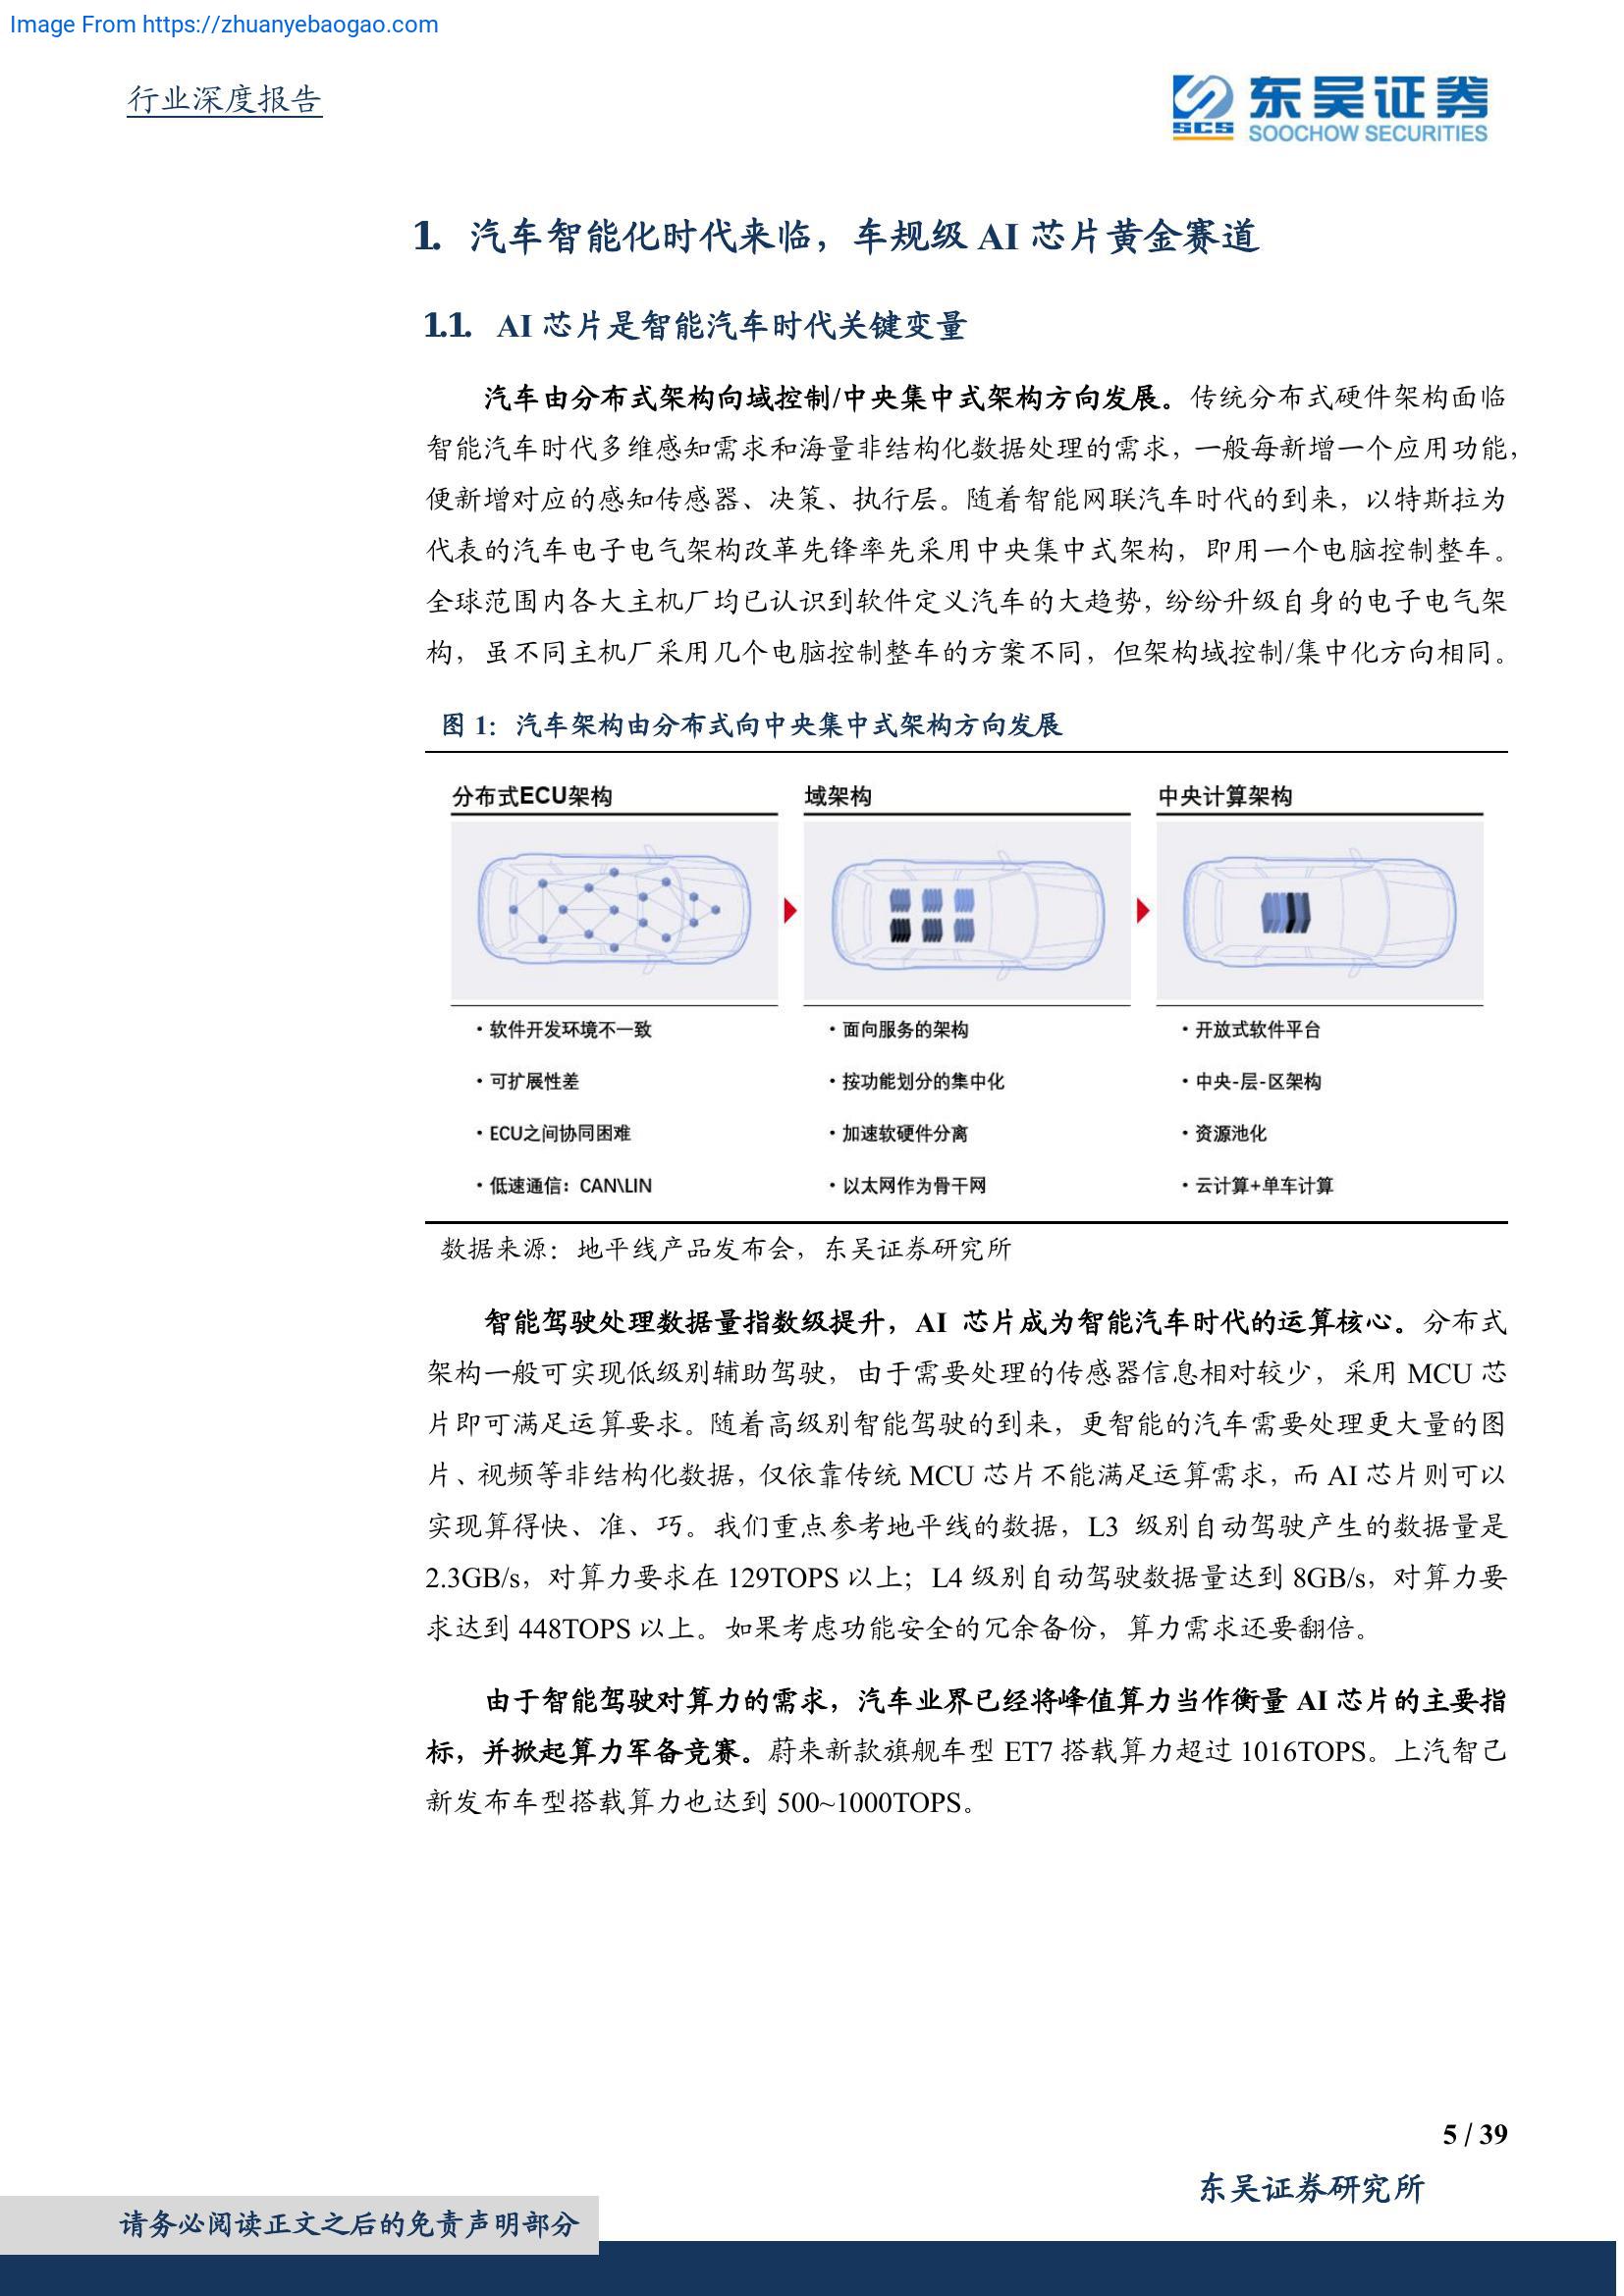 Image From https://zhuanyebaogao.com
行业深度报告
SCS
东吴证券
SOOCHOW SECURITIES
1. 汽车智能化时代来临，车规级 AI 芯片黄金赛道
1.1. AI 芯片是智能汽车时代关键变量
汽车由分布式架构向域控制/中央集中式架构方向发展。传统分布式硬件架构面临
智能汽车时代多维感知需求和海量非结构化数据处理的需求，一般每新增一个应用功能，
便新增对应的感知传感器、决策、执行层。随着智能网联汽车时代的到来，以特斯拉为
代表的汽车电子电气架构改革先锋率先采用中央集中式架构，即用一个电脑控制整车。
全球范围内各大主机厂均已认识到软件定义汽车的大趋势，纷纷升级自身的电子电气架
构，虽不同主机厂采用几个电脑控制整车的方案不同，但架构域控制/集中化方向相同。
图 1：汽车架构由分布式向中央集中式架构方向发展
分布式ECU架构
·软件开发环境不一致
·可扩展性差
·ECU之间协同困难
·低速通信：CAN\LIN
域架构
·面向服务的架构
·按功能划分的集中化
·加速软硬件分离
·以太网作为骨干网
中央计算架构
·开放式软件平台
·中央-层-区架构
·资源池化
·云计算+单车计算
数据来源：地平线产品发布会，东吴证券研究所
智能驾驶处理数据量指数级提升，AI 芯片成为智能汽车时代的运算核心。分布式
架构一般可实现低级别辅助驾驶，由于需要处理的传感器信息相对较少，采用 MCU 芯
片即可满足运算要求。随着高级别智能驾驶的到来，更智能的汽车需要处理更大量的图
片、视频等非结构化数据，仅依靠传统 MCU 芯片不能满足运算需求，而 AI 芯片则可以
实现算得快、准、巧。我们重点参考地平线的数据，L3 级别自动驾驶产生的数据量是
2.3GB/s，对算力要求在 129TOPS 以上；L4 级别自动驾驶数据量达到 8GB/s，对算力要
求达到 448TOPS 以上。如果考虑功能安全的冗余备份，算力需求还要翻倍。
由于智能驾驶对算力的需求，汽车业界已经将峰值算力当作衡量 AI 芯片的主要指
标，并掀起算力军备竞赛。蔚来新款旗舰车型 ET7 搭载算力超过 1016TOPS。上汽智己
新发布车型搭载算力也达到 500~1000TOPS。
5 / 39
东吴证券研究所
请务必阅读正文之后的免责声明部分